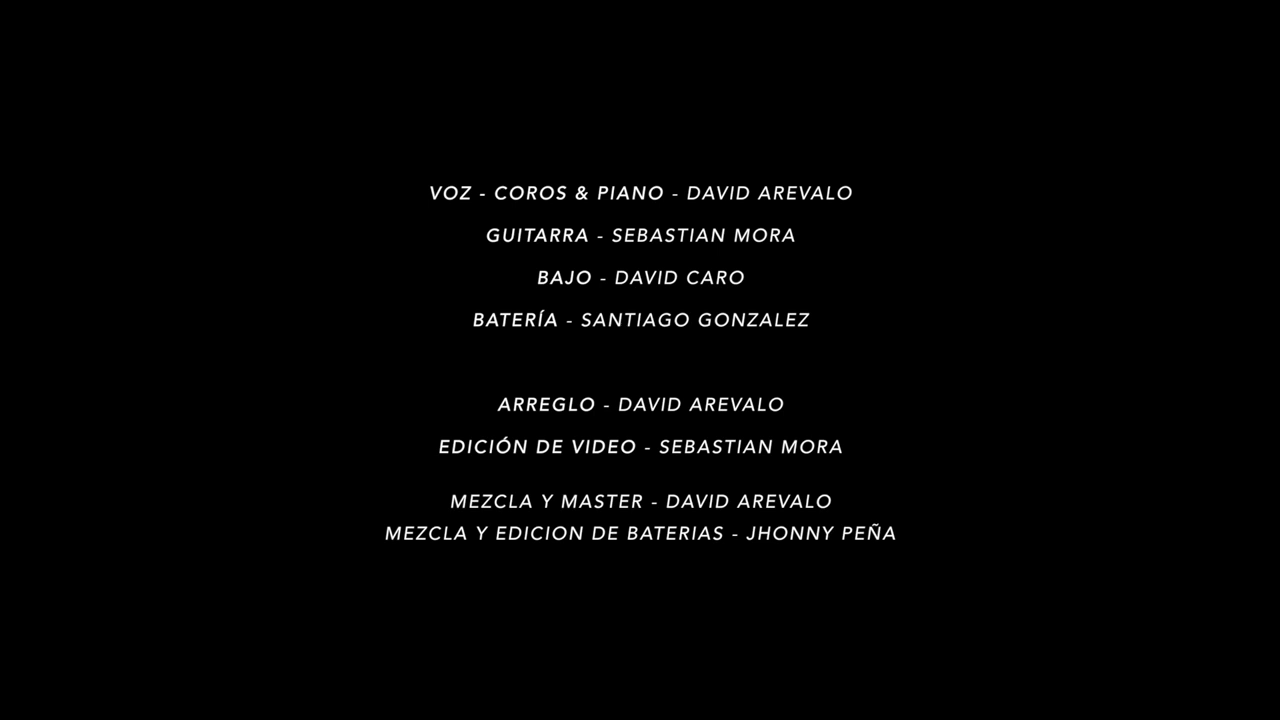 VOZ - COROS & PIANO - DAVID AREVALO
GUITARRA - SEBASTIAN MORA
BAJO - DAVID CARO
BATERÍA - SANTIAGO GONZALEZ
ARREGLO - DAVID AREVALO
EDICIÓN DE VIDEO - SEBASTIAN MORA
MEZCLA Y MASTER - DAVID AREVALO
MEZCLA Y EDICION DE BATERIAS - JHONNY PEÑA